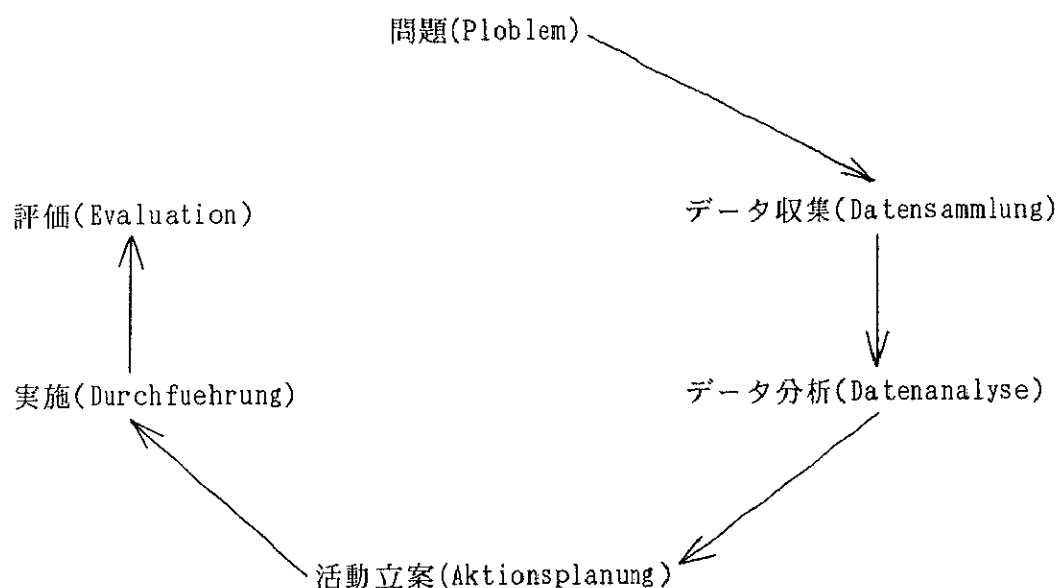 問題(Ploblem)
データ収集(Datensammlung)
データ分析(Datenanalyse)
活動立案(Aktionsplanung)
実施(Durchfuehrung)
評価(Evaluation)